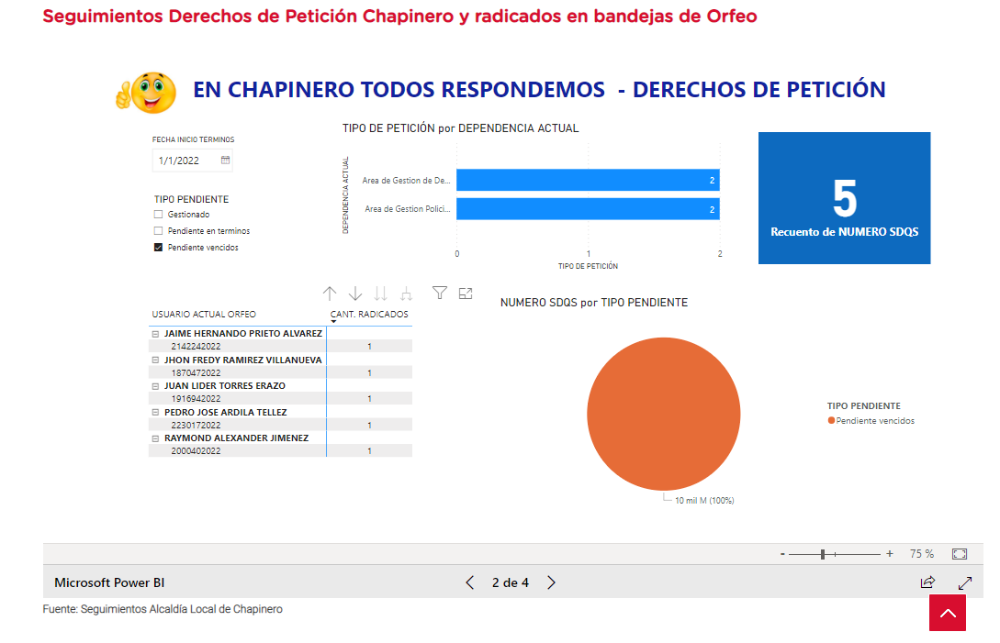 Seguimientos Derechos de Petición Chapinero y radicados en bandejas de Orfeo
EN CHAPINERO TODOS RESPONDEMOS - DERECHOS DE PETICIÓN
FECHA INICIO TERMINOS
1/1/2022
TIPO PENDIENTE
Gestionado
Pendiente en terminos
Pendiente vencidos
TIPO DE PETICIÓN por DEPENDENCIA ACTUAL
DEPENDENCIA ACTUAL
Area de Gestion de De... 2
Area de Gestion Polici... 2
0 1 2
TIPO DE PETICIÓN
5
Recuento de NUMERO SDQS
USUARIO ACTUAL ORFEO CANT. RADICADOS
JAIME HERNANDO PRIETO ALVAREZ
2142242022 1
JHON FREDY RAMIREZ VILLANUEVA
1870472022 1
JUAN LIDER TORRES ERAZO
1916942022 1
PEDRO JOSE ARDILA TELLEZ
2230172022 1
RAYMOND ALEXANDER JIMENEZ
2000402022 1
NUMERO SDQS por TIPO PENDIENTE
10 mil M (100%)
TIPO PENDIENTE
Pendiente vencidos
- + 75 %
Microsoft Power BI 2 de 4
Fuente: Seguimientos Alcaldía Local de Chapinero